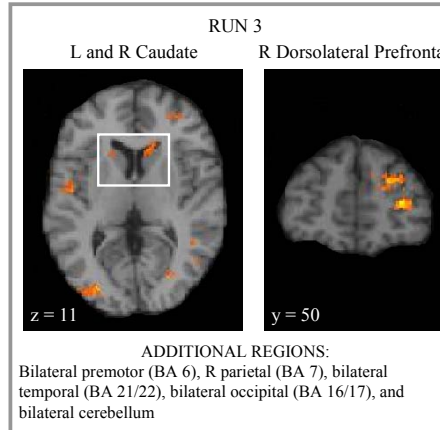 RUN 3
L and R Caudate
R Dorsolateral Prefronta
z = 11
y = 50
ADDITIONAL REGIONS:
Bilateral premotor (BA 6), R parietal (BA 7), bilateral
temporal (BA 21/22), bilateral occipital (BA 16/17), and
bilateral cerebellum